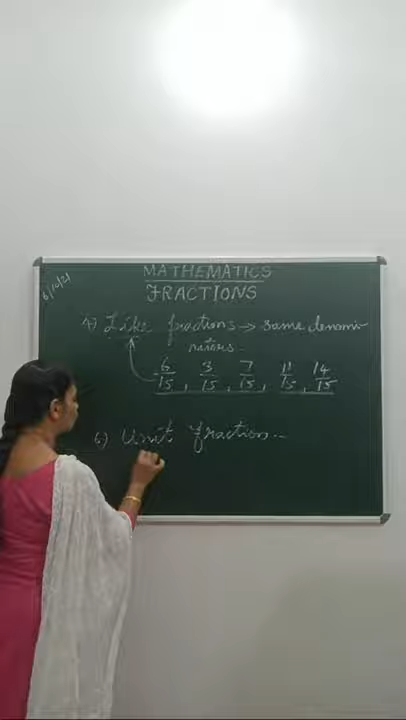 MATHEMATICS
FRACTIONS
6/10/21
4) Like fractions → same denomi-
nators.
6/15, 3/15, 7/15, 11/15, 14/15
5) Unit fraction -